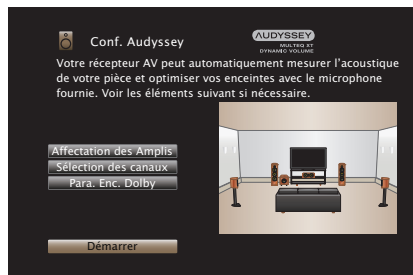 Conf. Audyssey
AUDYSSEY
MULTEQ XT
DYNAMIC VOLUME
Votre récepteur AV peut automatiquement mesurer l'acoustique
de votre pièce et optimiser vos enceintes avec le microphone
fournie. Voir les éléments suivant si nécessaire.
Affectation des Amplis
Sélection des canaux
Para. Enc. Dolby
Démarrer